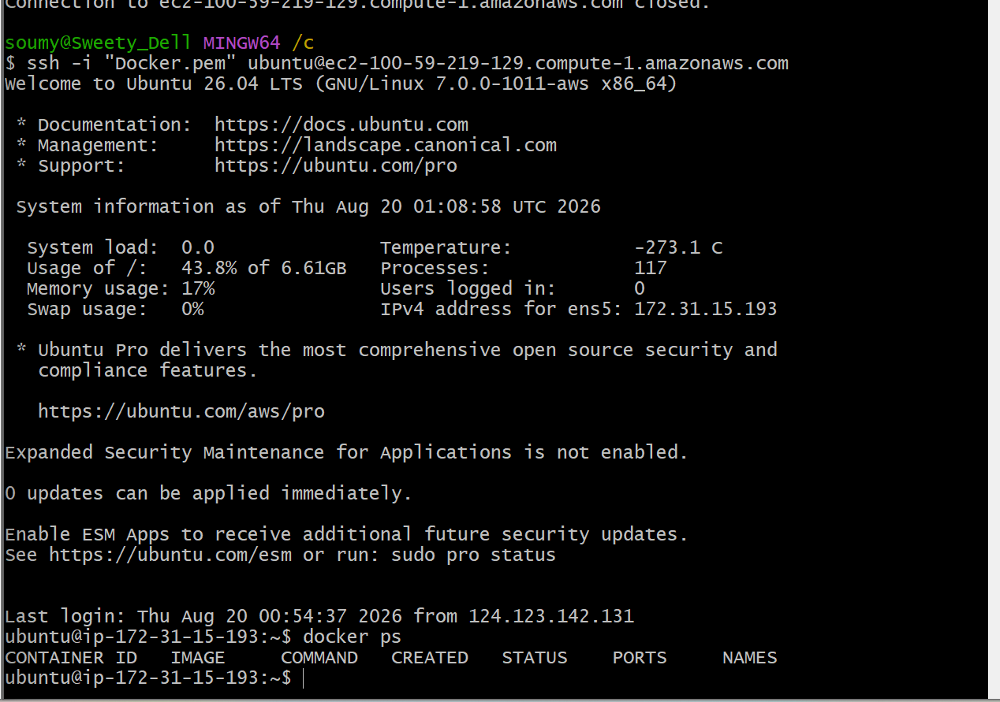 Connection to ec2-100-59-219-129.compute-1.amazonaws.com closed.
soumy@Sweety_Dell MINGW64 /c
$ ssh -i "Docker.pem" ubuntu@ec2-100-59-219-129.compute-1.amazonaws.com
Welcome to Ubuntu 26.04 LTS (GNU/Linux 7.0.0-1011-aws x86_64)
* Documentation:  https://docs.ubuntu.com
* Management:     https://landscape.canonical.com
* Support:        https://ubuntu.com/pro
System information as of Thu Aug 20 01:08:58 UTC 2026
System load:  0.0                Temperature:           -273.1 C
Usage of /:   43.8% of 6.61GB   Processes:             117
Memory usage: 17%               Users logged in:       0
Swap usage:   0%                IPv4 address for ens5: 172.31.15.193
* Ubuntu Pro delivers the most comprehensive open source security and
compliance features.
https://ubuntu.com/aws/pro
Expanded Security Maintenance for Applications is not enabled.
0 updates can be applied immediately.
Enable ESM Apps to receive additional future security updates.
See https://ubuntu.com/esm or run: sudo pro status
Last login: Thu Aug 20 00:54:37 2026 from 124.123.142.131
ubuntu@ip-172-31-15-193:~$ docker ps
CONTAINER ID   IMAGE     COMMAND   CREATED   STATUS    PORTS     NAMES
ubuntu@ip-172-31-15-193:~$